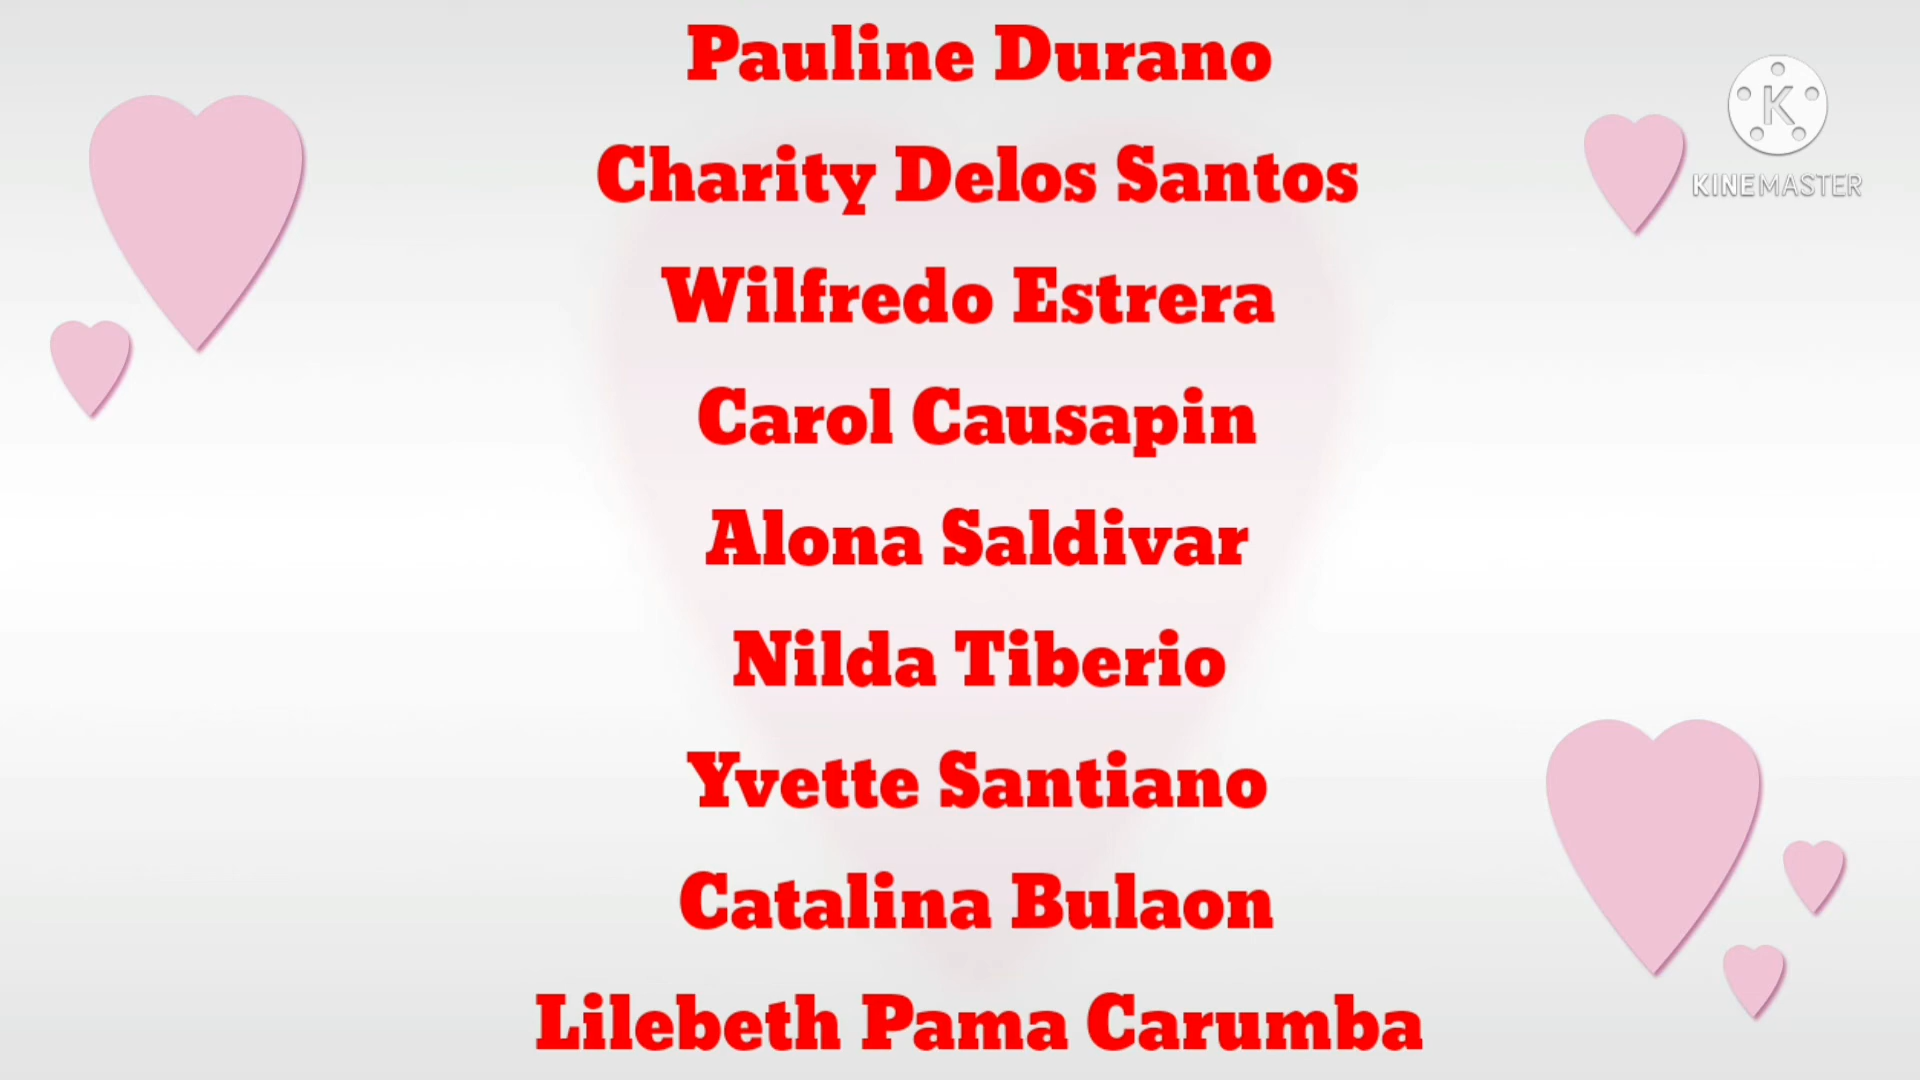 Pauline Durano
Charity Delos Santos
Wilfredo Estrera
Carol Causapin
Alona Saldivar
Nilda Tiberio
Yvette Santiano
Catalina Bulaon
Lilebeth Pama Carumba
K
KINEMASTER